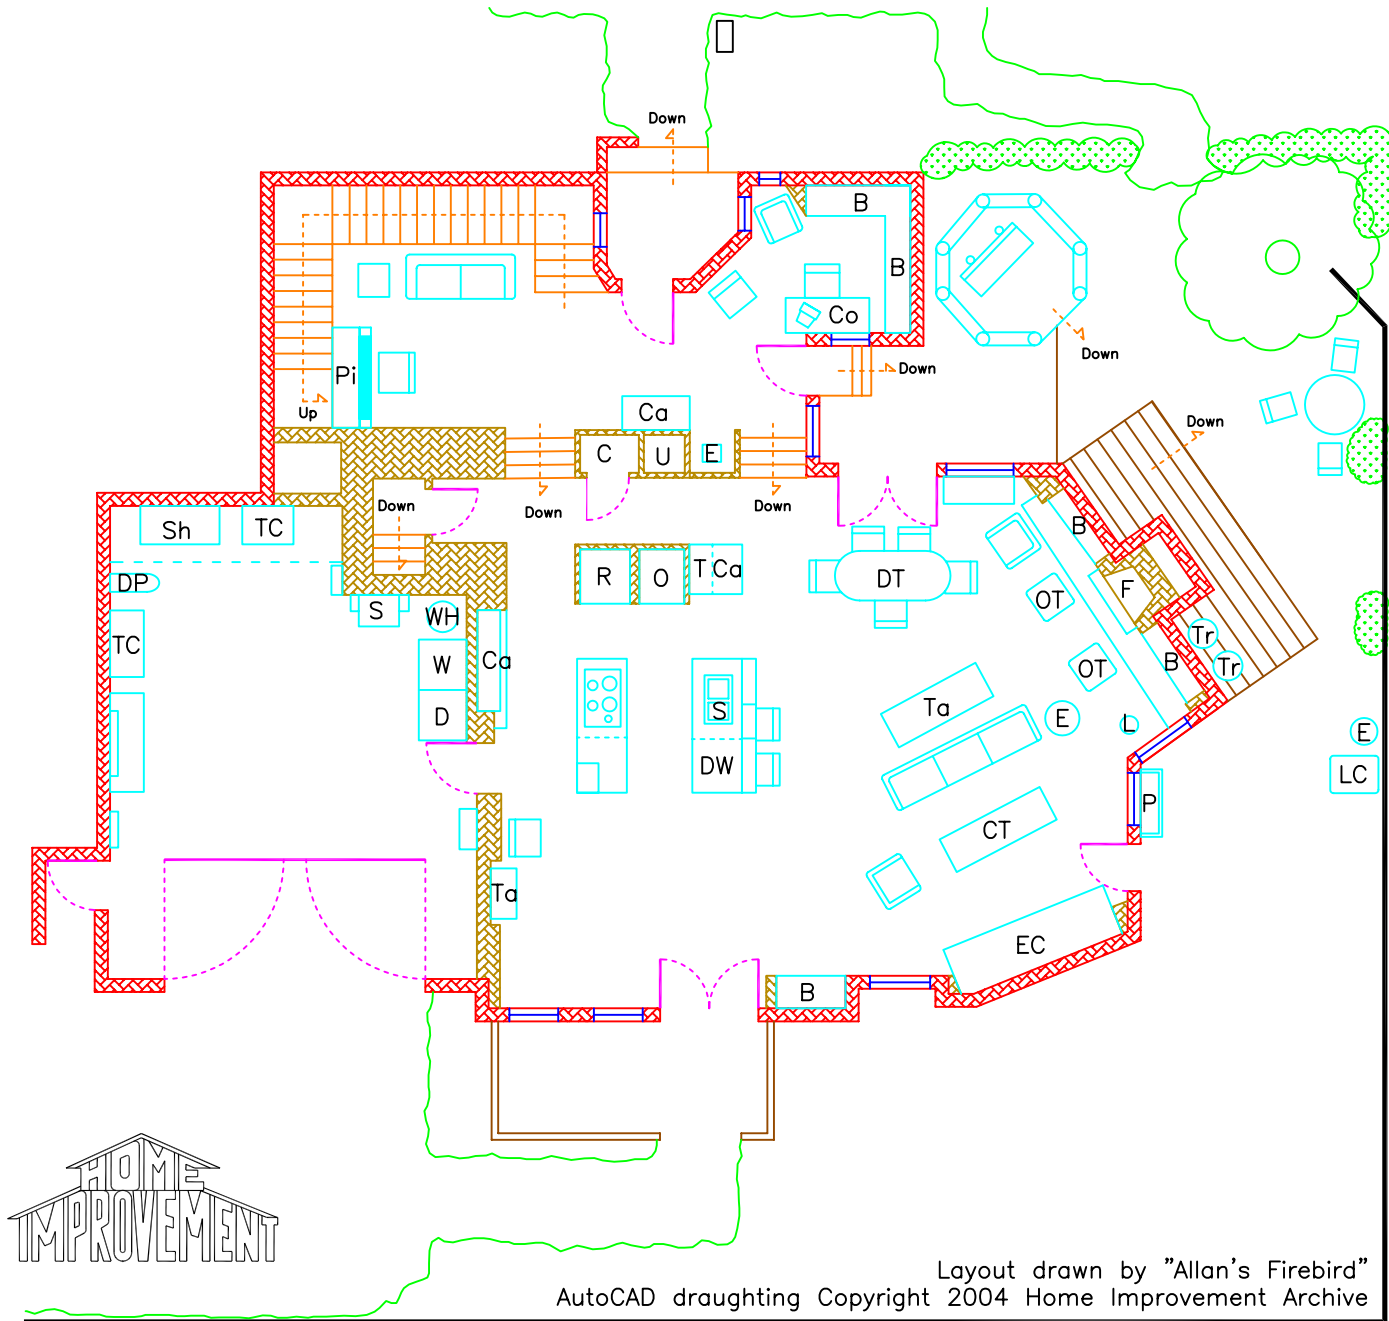 Down
B
B
Co
Down
Down
Pi
Up
Ca
C
U
E
Down
Down
Down
Down
Sh
TC
B
DP
S
WH
R
O
T Ca
DT
OT
F
TC
W
Ca
Tr
Tr
OT
B
D
S
Ta
E
L
E
DW
LC
P
CT
Ta
EC
B
HOME
IMPROVEMENT
Layout drawn by "Allan's Firebird"
AutoCAD draughting Copyright 2004 Home Improvement Archive